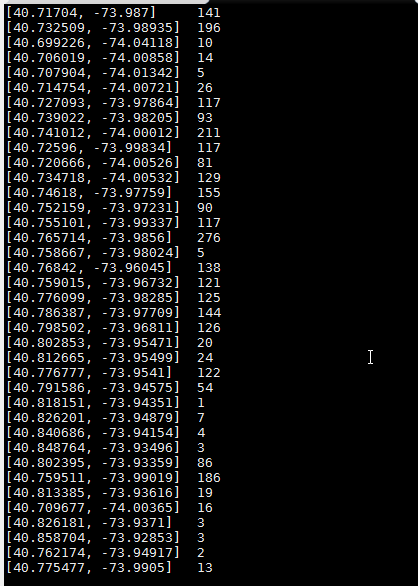 [40.71704, -73.987] 141
[40.732509, -73.98935] 196
[40.699226, -74.04118] 10
[40.706019, -74.00858] 14
[40.707904, -74.01342] 5
[40.714754, -74.00721] 26
[40.727093, -73.97864] 117
[40.739022, -73.98205] 93
[40.741012, -74.00012] 211
[40.72596, -73.99834] 117
[40.720666, -74.00526] 81
[40.734718, -74.00532] 129
[40.74618, -73.97759] 155
[40.752159, -73.97231] 90
[40.755101, -73.99337] 117
[40.765714, -73.9856] 276
[40.758667, -73.98024] 5
[40.76842, -73.96045] 138
[40.759015, -73.96732] 121
[40.776099, -73.98285] 125
[40.786387, -73.97709] 144
[40.798502, -73.96811] 126
[40.802853, -73.95471] 20
[40.812665, -73.95499] 24
[40.776777, -73.9541] 122
[40.791586, -73.94575] 54
[40.818151, -73.94351] 1
[40.826201, -73.94879] 7
[40.840686, -73.94154] 4
[40.848764, -73.93496] 3
[40.802395, -73.93359] 86
[40.759511, -73.99019] 186
[40.813385, -73.93616] 19
[40.709677, -74.00365] 16
[40.826181, -73.9371] 3
[40.858704, -73.92853] 3
[40.762174, -73.94917] 2
[40.775477, -73.9905] 13